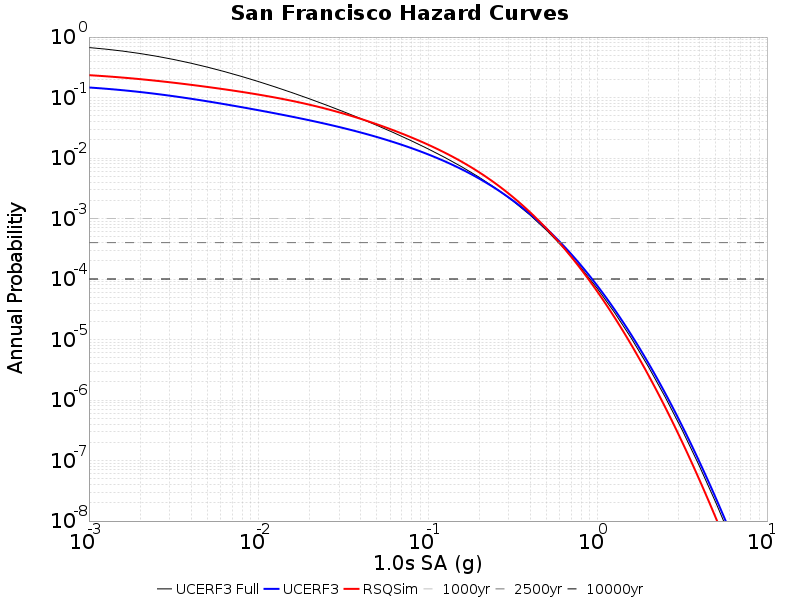 San Francisco Hazard Curves
10^0
10^-1
10^-2
10^-3
10^-4
10^-5
10^-6
10^-7
10^-8
Annual Probabilitiy
10^-3 10^-2 10^-1 10^0 10^1
1.0s SA (g)
UCERF3 Full UCERF3 RSQSim 1000yr 2500yr 10000yr